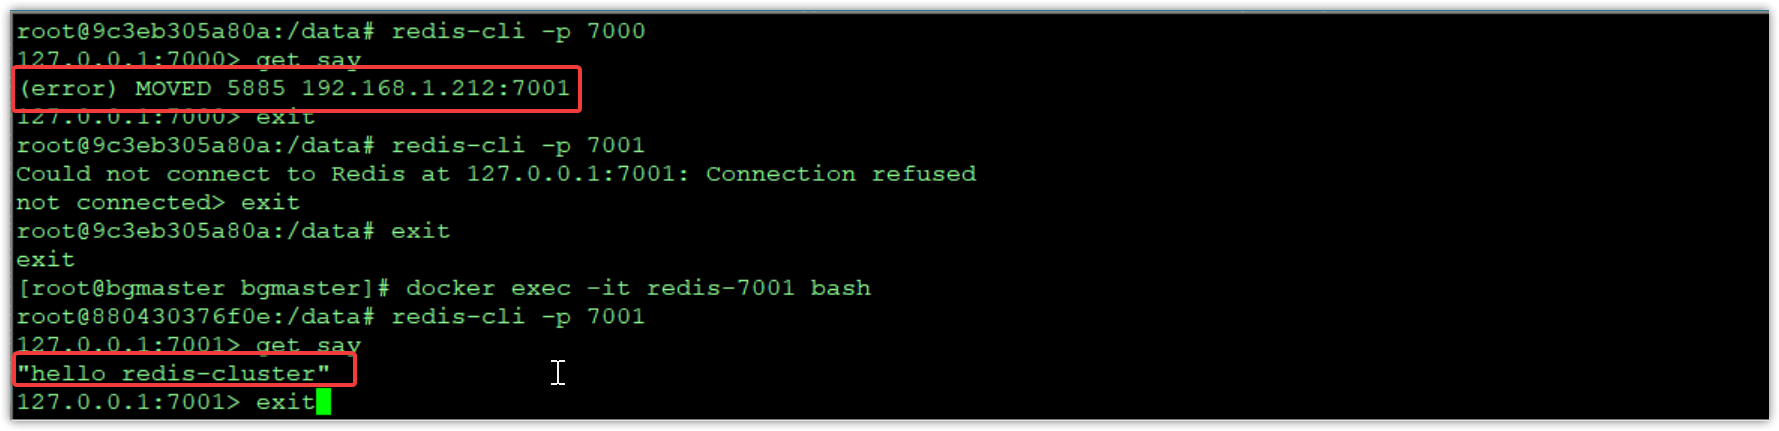 root@9c3eb305a80a:/data# redis-cli -p 7000
127.0.0.1:7000> get say
(error) MOVED 5885 192.168.1.212:7001
127.0.0.1:7000> exit
root@9c3eb305a80a:/data# redis-cli -p 7001
Could not connect to Redis at 127.0.0.1:7001: Connection refused
not connected> exit
root@9c3eb305a80a:/data# exit
exit
[root@bgmaster bgmaster]# docker exec -it redis-7001 bash
root@880430376f0e:/data# redis-cli -p 7001
127.0.0.1:7001> get say
"hello redis-cluster"
127.0.0.1:7001> exit